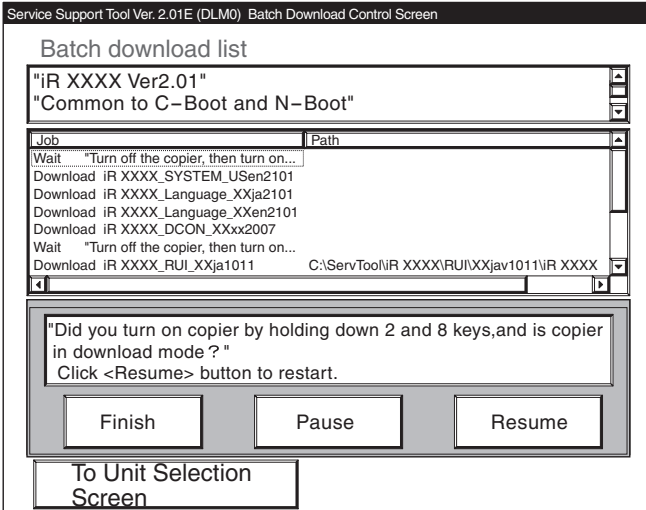 Service Support Tool Ver. 2.01E (DLM0)  Batch Download Control Screen
Batch download list
"iR XXXX Ver2.01"
"Common to C–Boot and N–Boot"
Job Path
Wait "Turn off the copier, then turn on...
Download iR XXXX_SYSTEM_USen2101
Download iR XXXX_Language_XXja2101
Download iR XXXX_Language_XXen2101
Download iR XXXX_DCON_XXxx2007
Wait "Turn off the copier, then turn on...
Download iR XXXX_RUI_XXja1011 C:\ServTool\iR XXXX\RUI\XXjav1011\iR XXXX
"Did you turn on copier by holding down 2 and 8 keys,and is copier
in download mode？"
Click <Resume> button to restart.
Finish Pause Resume
To Unit Selection
Screen